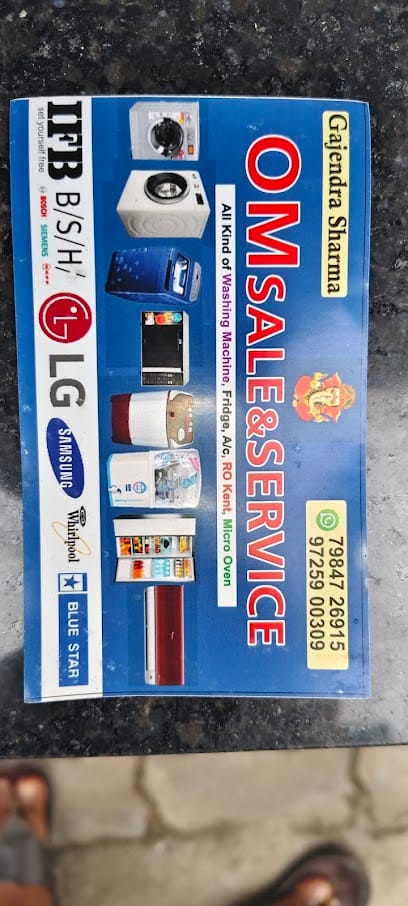 Gajendra Sharma
79847 26915
97259 00309
OM SALE & SERVICE
All Kind of Washing Machine, Fridge, A/c, RO Kent, Micro Oven
IFB
set yourself free
B/S/H/
BOSCH SIEMENS
LG
SAMSUNG
Whirlpool
BLUE STAR